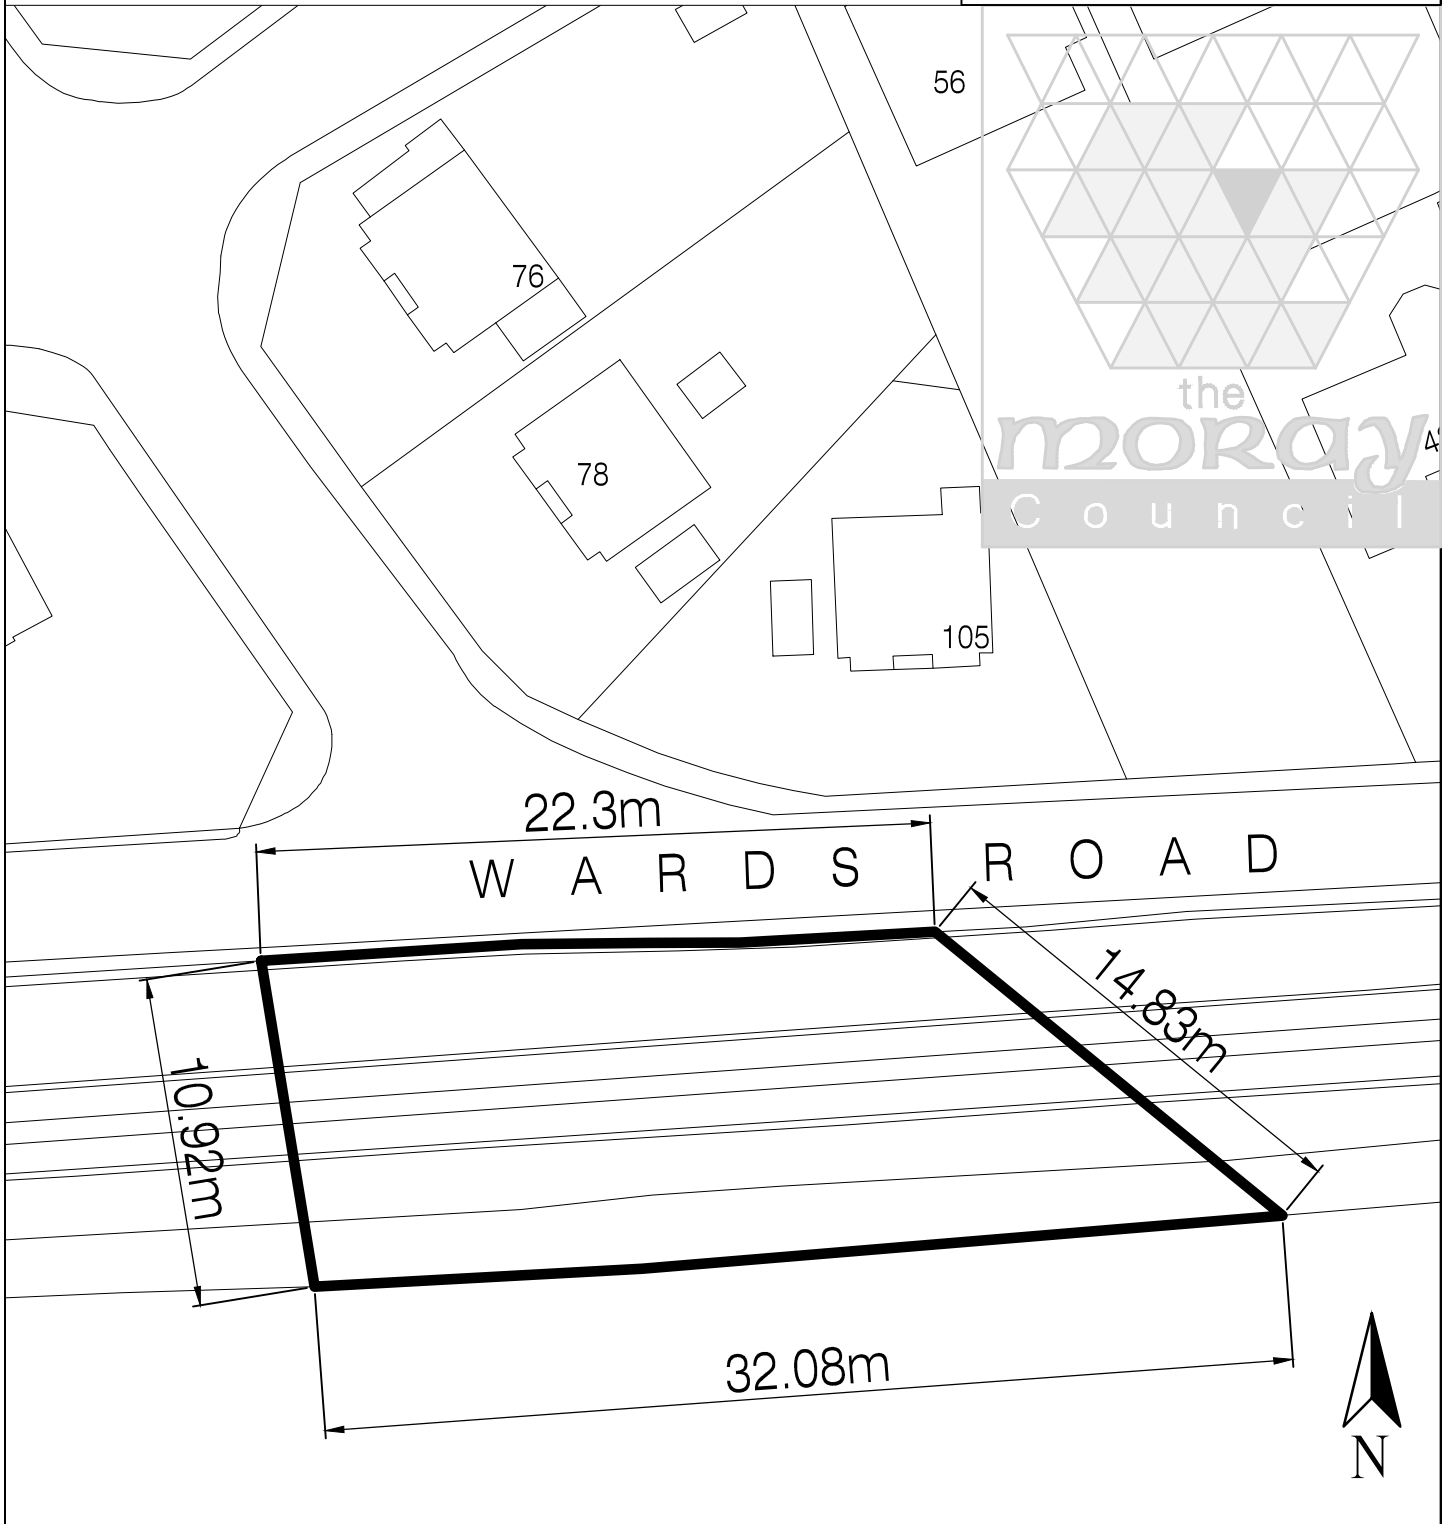 56
76
the
moray
Council
78
105
22.3m
WARDS ROAD
14.83m
10.92m
32.08m
N